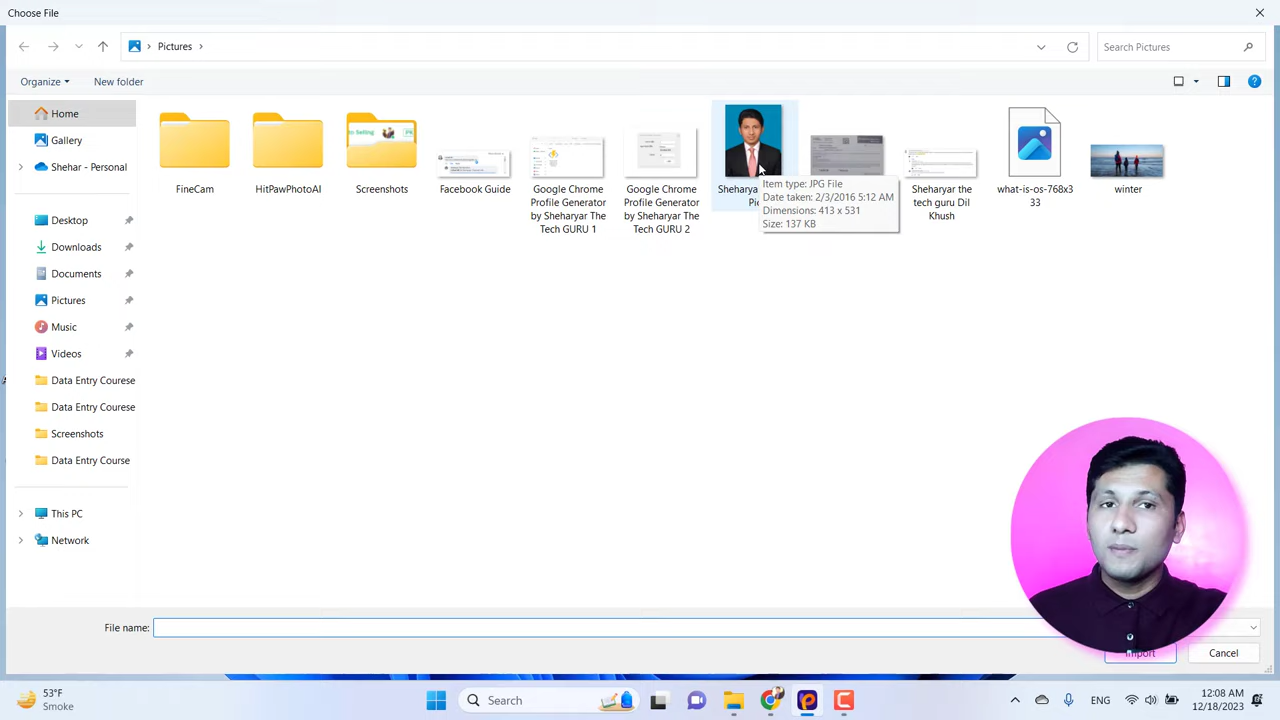 Choose File
Pictures
Search Pictures
Organize
New folder
Home
Gallery
Shehar - Personal
Desktop
Downloads
Documents
Pictures
Music
Videos
Data Entry Courese
Data Entry Courese
Screenshots
Data Entry Course
This PC
Network
FineCam
HitPawPhotoAI
Screenshots
Facebook Guide
Google Chrome
Profile Generator
by Sheharyar The
Tech GURU 1
Google Chrome
Profile Generator
by Sheharyar The
Tech GURU 2
Item type: JPG File
Date taken: 2/3/2016 5:12 AM
Dimensions: 413 x 531
Size: 137 KB
Sheharyar the
tech guru Dil
Khush
what-is-os-768x3
33
winter
File name:
Import
Cancel
53°F
Smoke
Search
ENG
12:08 AM
12/18/2023